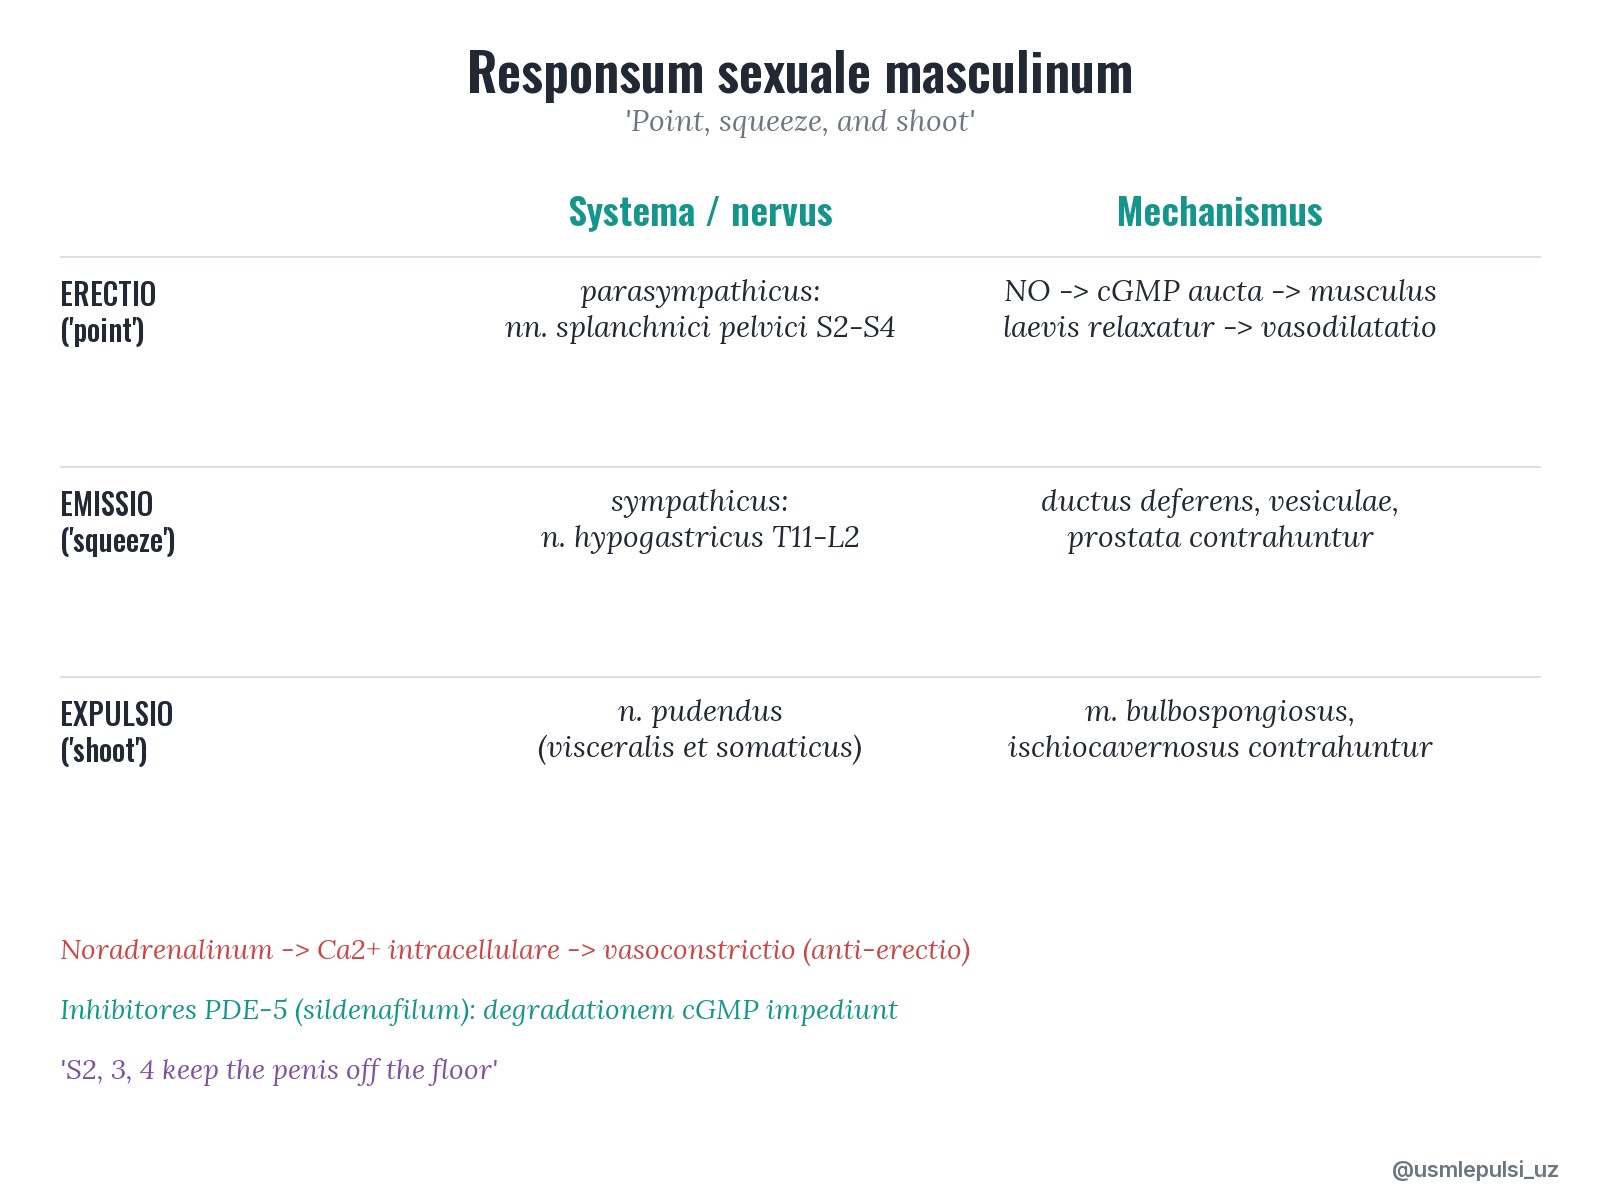 Responsum sexuale masculinum
'Point, squeeze, and shoot'
Systema / nervus
Mechanismus
ERECTIO
('point')
parasympathicus:
nn. splanchnici pelvici S2-S4
NO -> cGMP aucta -> musculus
laevis relaxatur -> vasodilatatio
EMISSIO
('squeeze')
sympathicus:
n. hypogastricus T11-L2
ductus deferens, vesiculae,
prostata contrahuntur
EXPULSIO
('shoot')
n. pudendus
(visceralis et somaticus)
m. bulbospongiosus,
ischiocavernosus contrahuntur
Noradrenalinum -> Ca2+ intracellulare -> vasoconstrictio (anti-erectio)
Inhibitores PDE-5 (sildenafilum): degradationem cGMP impediunt
'S2, 3, 4 keep the penis off the floor'
@usmlepulsi_uz